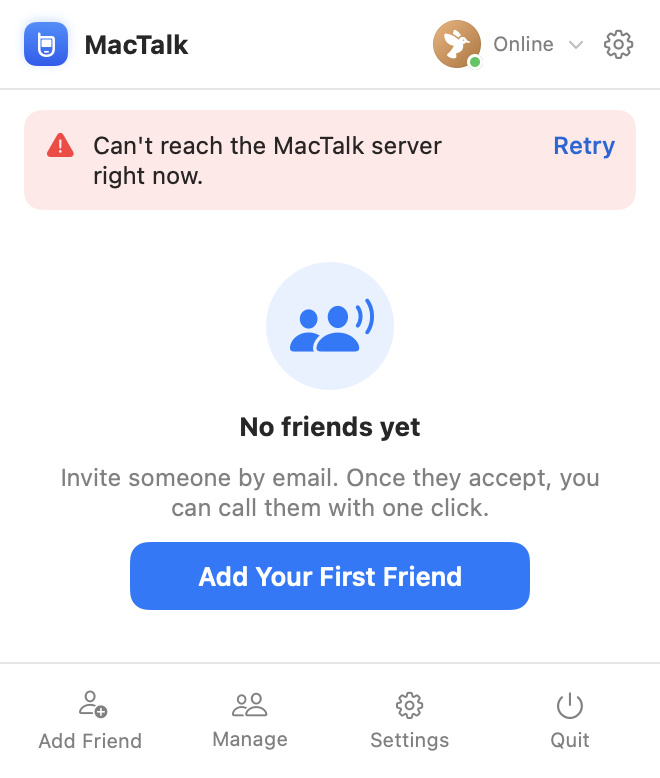 MacTalk
Online
Can't reach the MacTalk server
right now.
Retry
No friends yet
Invite someone by email. Once they accept, you
can call them with one click.
Add Your First Friend
Add Friend
Manage
Settings
Quit